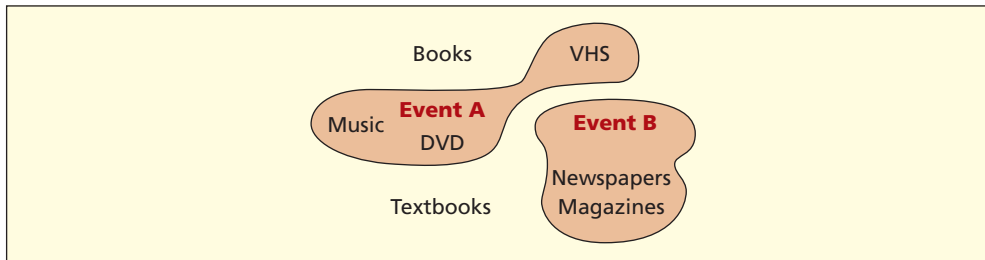 Books
VHS
Event A
Music
DVD
Event B
Newspapers
Magazines
Textbooks